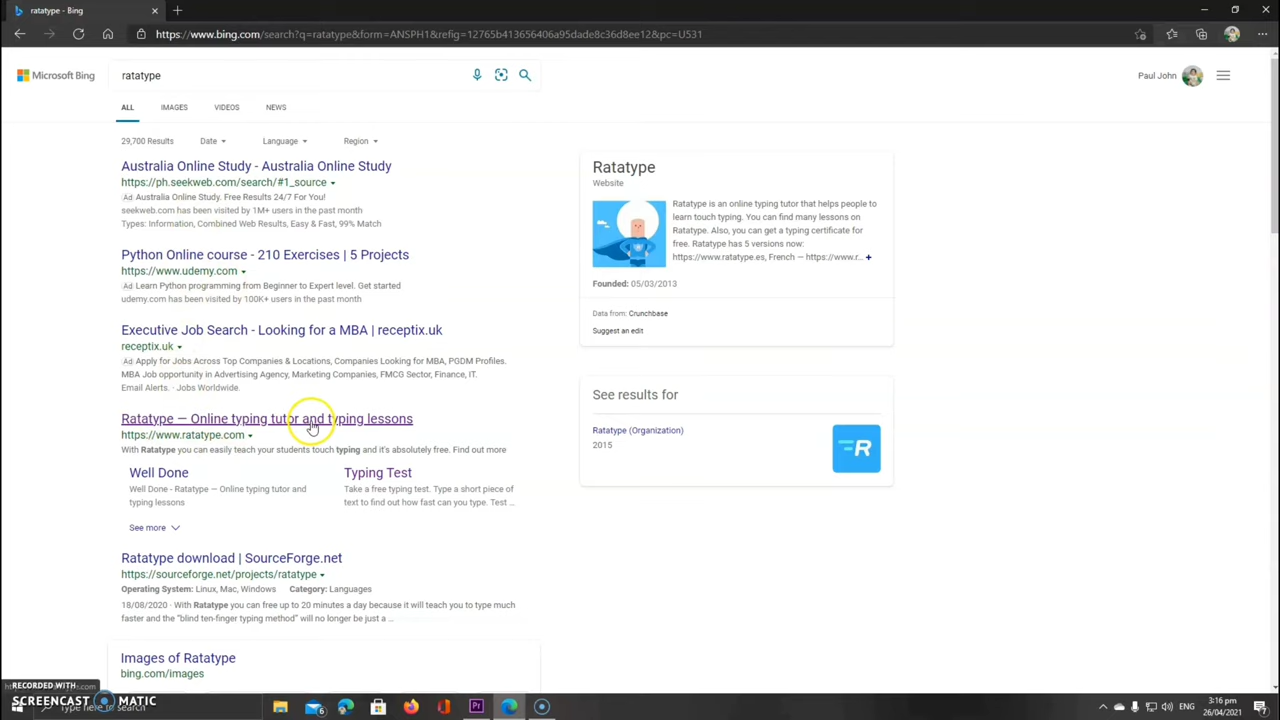 ratatype - Bing
https://www.bing.com/search?q=ratatype&form=ANSPH1&refig=12765b413656406a95dade8c36d8ee12&pc=U531
Microsoft Bing
ratatype
Paul John
ALL IMAGES VIDEOS NEWS
29,700 Results Date Language Region
Australia Online Study - Australia Online Study
https://ph.seekweb.com/search/#1_source
Ad Australia Online Study. Free Results 24/7 For You!
seekweb.com has been visited by 1M+ users in the past month
Types: Information, Combined Web Results, Easy & Fast, 99% Match
Python Online course - 210 Exercises | 5 Projects
https://www.udemy.com
Ad Learn Python programming from Beginner to Expert level. Get started
udemy.com has been visited by 100K+ users in the past month
Executive Job Search - Looking for a MBA | receptix.uk
receptix.uk
Ad Apply for Jobs Across Top Companies & Locations, Companies Looking for MBA, PGDM Profiles.
MBA Job opportunity in Advertising Agency, Marketing Companies, FMCG Sector, Finance, IT.
Email Alerts. · Jobs Worldwide.
Ratatype — Online typing tutor and typing lessons
https://www.ratatype.com
With Ratatype you can easily teach your students touch typing and it's absolutely free. Find out more
Well Done
Well Done - Ratatype — Online typing tutor and
typing lessons
Typing Test
Take a free typing test. Type a short piece of
text to find out how fast can you type. Test ...
See more
Ratatype download | SourceForge.net
https://sourceforge.net/projects/ratatype
Operating System: Linux, Mac, Windows Category: Languages
18/08/2020 · With Ratatype you can free up to 20 minutes a day because it will teach you to type much
faster and the "blind ten-finger typing method" will no longer be just a ...
Images of Ratatype
bing.com/images
Ratatype
Website
Ratatype is an online typing tutor that helps people to
learn touch typing. You can find many lessons on
Ratatype. Also, you can get a typing certificate for
free. Ratatype has 5 versions now:
https://www.ratatype.es, French — https://www.r... +
Founded: 05/03/2013
Data from: Crunchbase
Suggest an edit
See results for
Ratatype (Organization)
2015
R
RECORDED WITH
SCREENCAST MATIC
Type here to search
6
Pr
3:16 pm
26/04/2021
7